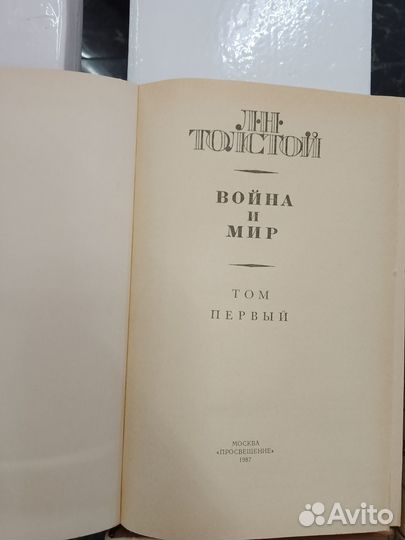 Л·Н·
ТОЛСТОЙ
ВОЙНА
И
МИР
ТОМ
ПЕРВЫЙ
МОСКВА
«ПРОСВЕЩЕНИЕ»
1987
Avito